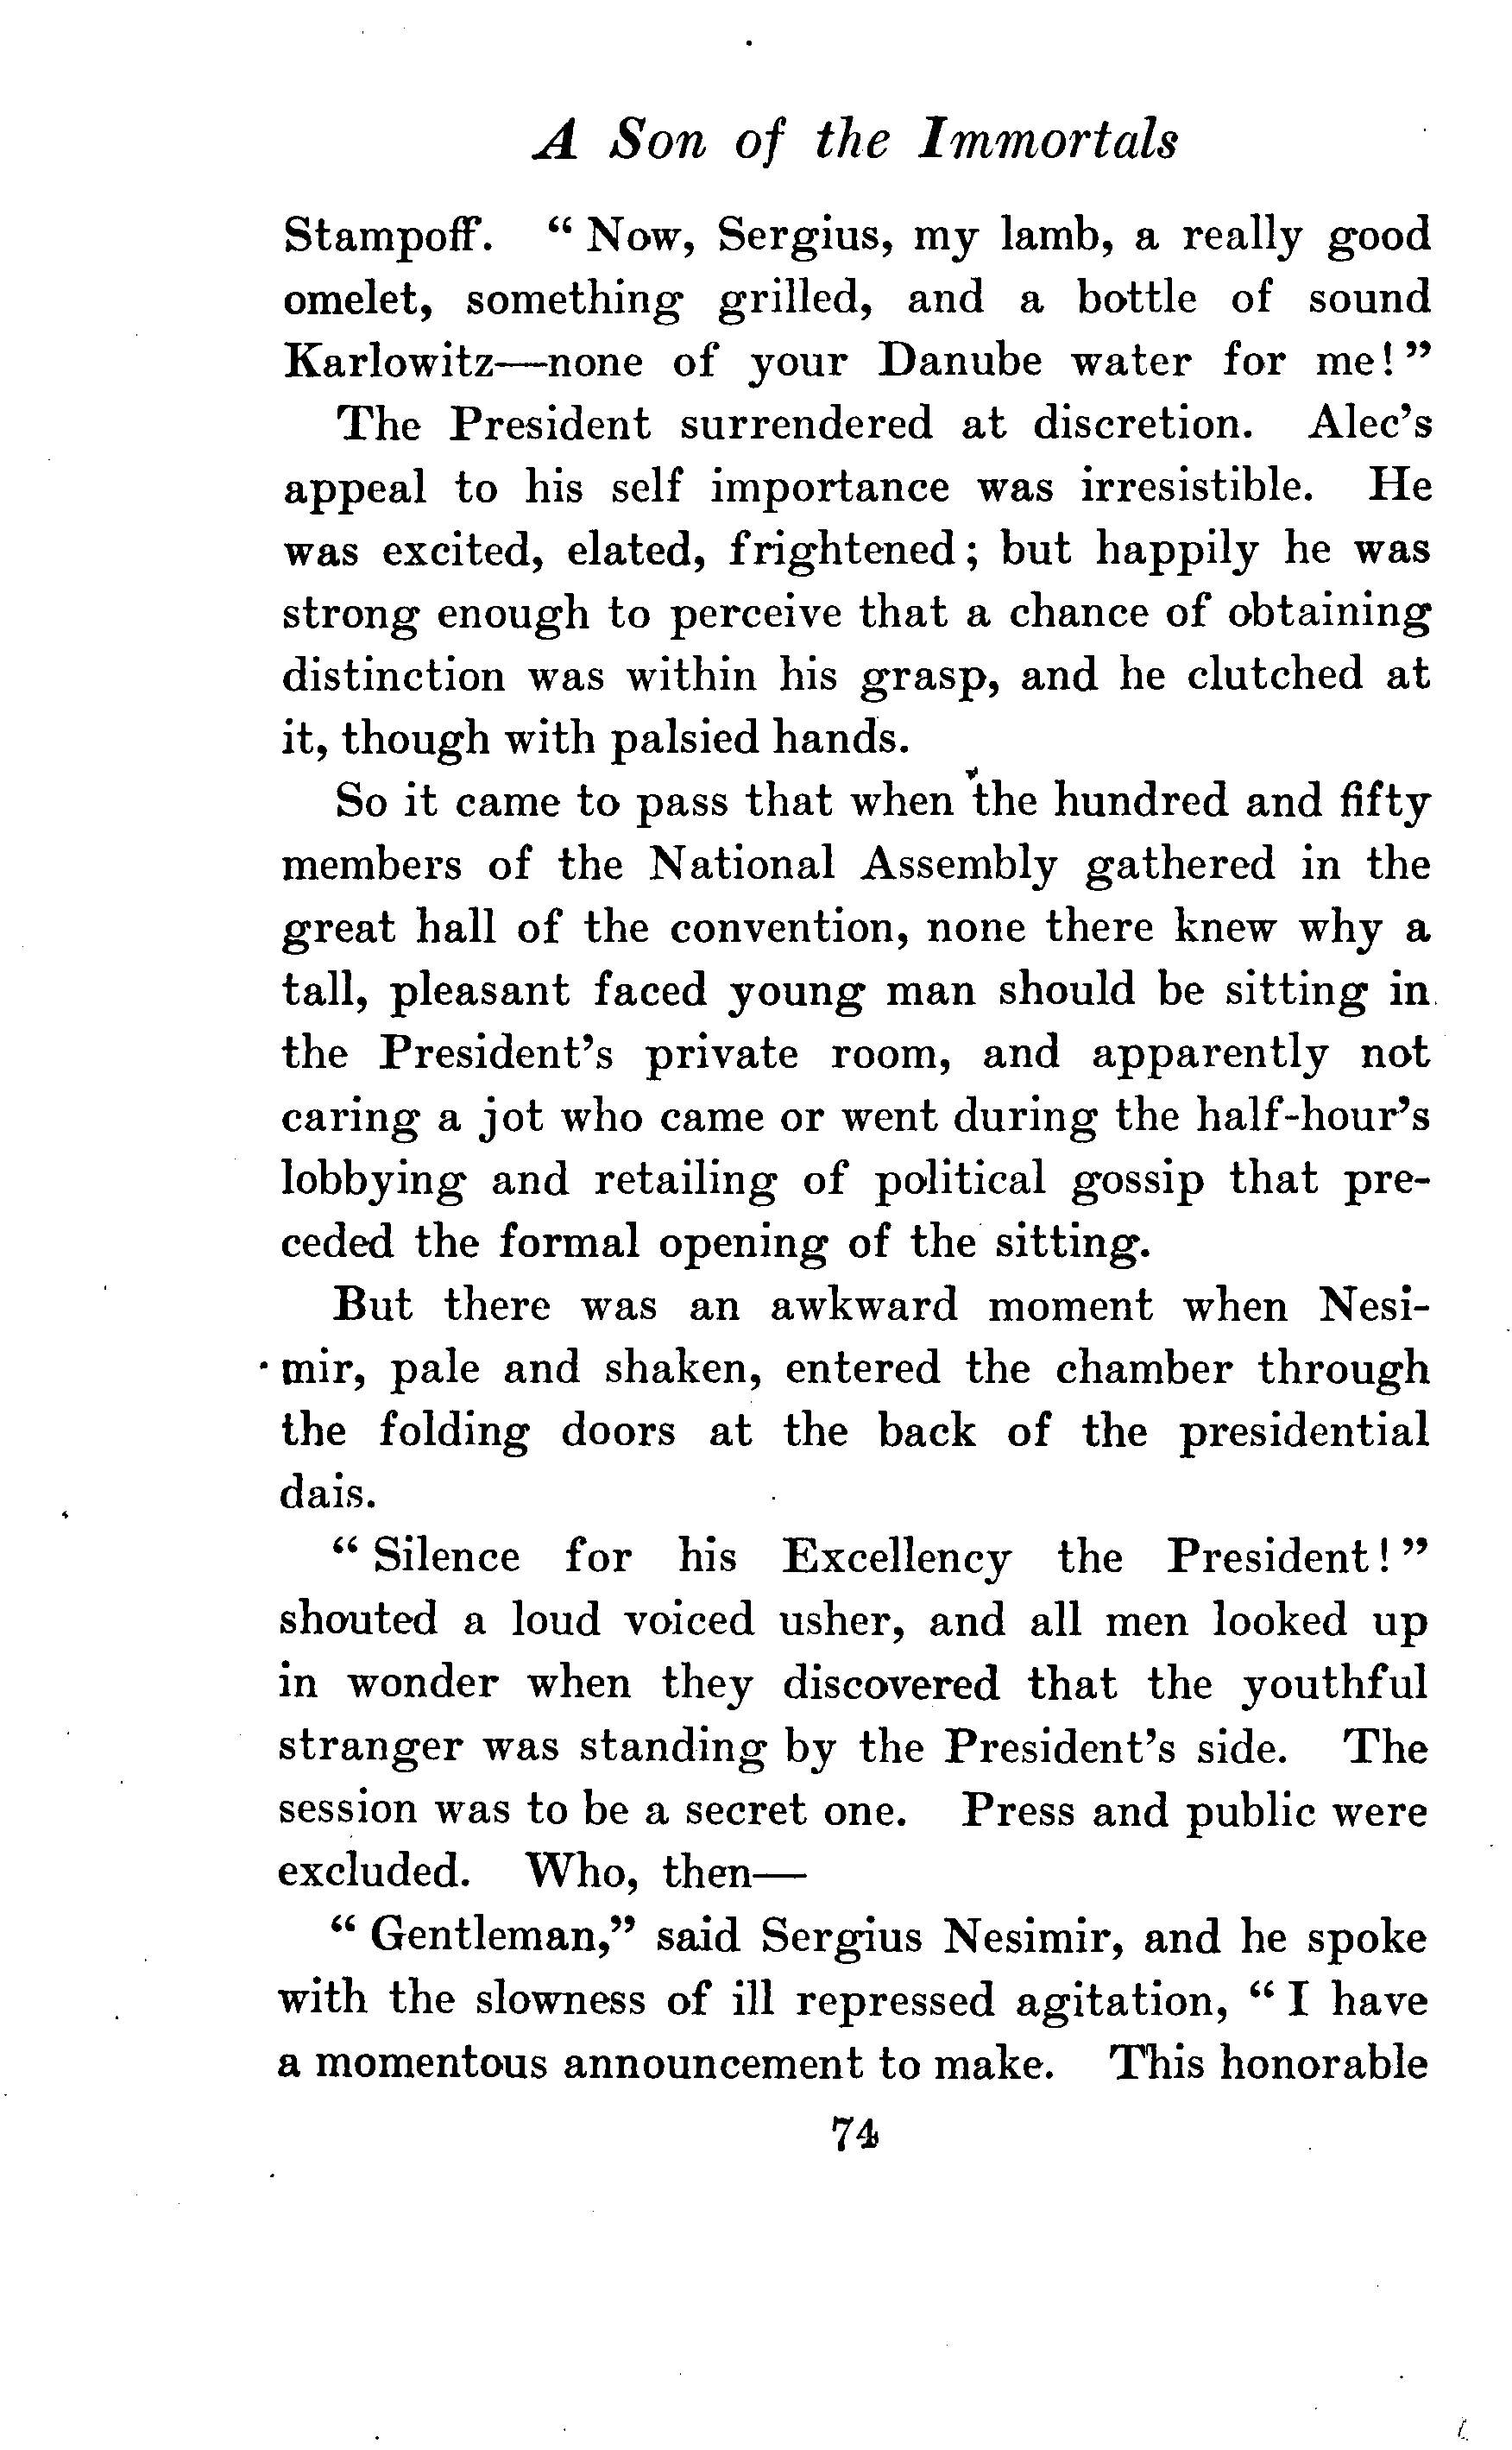 A Son of the Immortals
Stampoff. “ Now, Sergius, my lamb, a really good
omelet, something grilled, and a bottle of sound
Karlowitz—none of your Danube water for me! ”
The President surrendered at discretion. Alec’s
appeal to his self importance was irresistible. He
was excited, elated, frightened; but happily he was
strong enough to perceive that a chance of obtaining
distinction was within his grasp, and he clutched at
it, though with palsied hands.
So it came to pass that when the hundred and fifty
members of the National Assembly gathered in the
great hall of the convention, none there knew why a
tall, pleasant faced young man should be sitting in
the President’s private room, and apparently not
caring a jot who came or went during the half-hour’s
lobbying and retailing of political gossip that pre-
ceded the formal opening of the sitting.
But there was an awkward moment when Nesi-
mir, pale and shaken, entered the chamber through
the folding doors at the back of the presidential
dais.
“ Silence for his Excellency the President! ”
shouted a loud voiced usher, and all men looked up
in wonder when they discovered that the youthful
stranger was standing by the President’s side. The
session was to be a secret one. Press and public were
excluded. Who, then—
“ Gentleman,” said Sergius Nesimir, and he spoke
with the slowness of ill repressed agitation, “ I have
a momentous announcement to make. This honorable
74